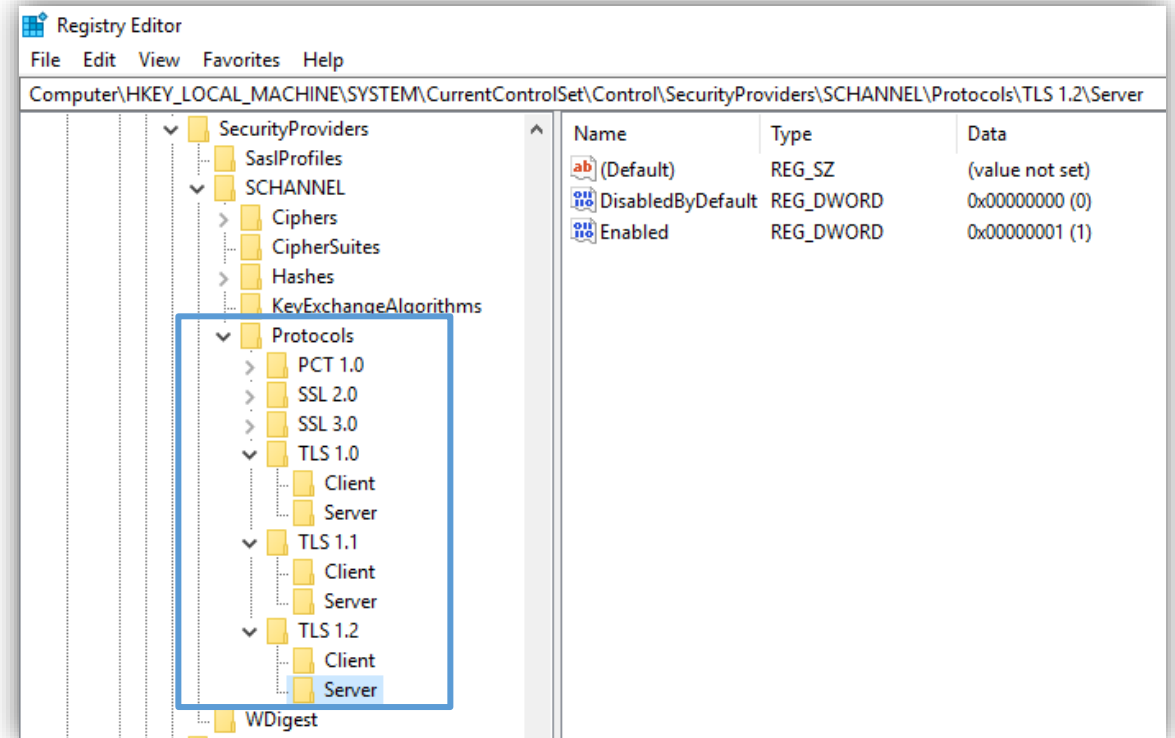 Registry Editor
File Edit View Favorites Help
Computer\HKEY_LOCAL_MACHINE\SYSTEM\CurrentControlSet\Control\SecurityProviders\SCHANNEL\Protocols\TLS 1.2\Server
SecurityProviders
SaslProfiles
SCHANNEL
Ciphers
CipherSuites
Hashes
KeyExchangeAlgorithms
Protocols
PCT 1.0
SSL 2.0
SSL 3.0
TLS 1.0
Client
Server
TLS 1.1
Client
Server
TLS 1.2
Client
Server
WDigest
Name Type Data
(Default) REG_SZ (value not set)
DisabledByDefault REG_DWORD 0x00000000 (0)
Enabled REG_DWORD 0x00000001 (1)